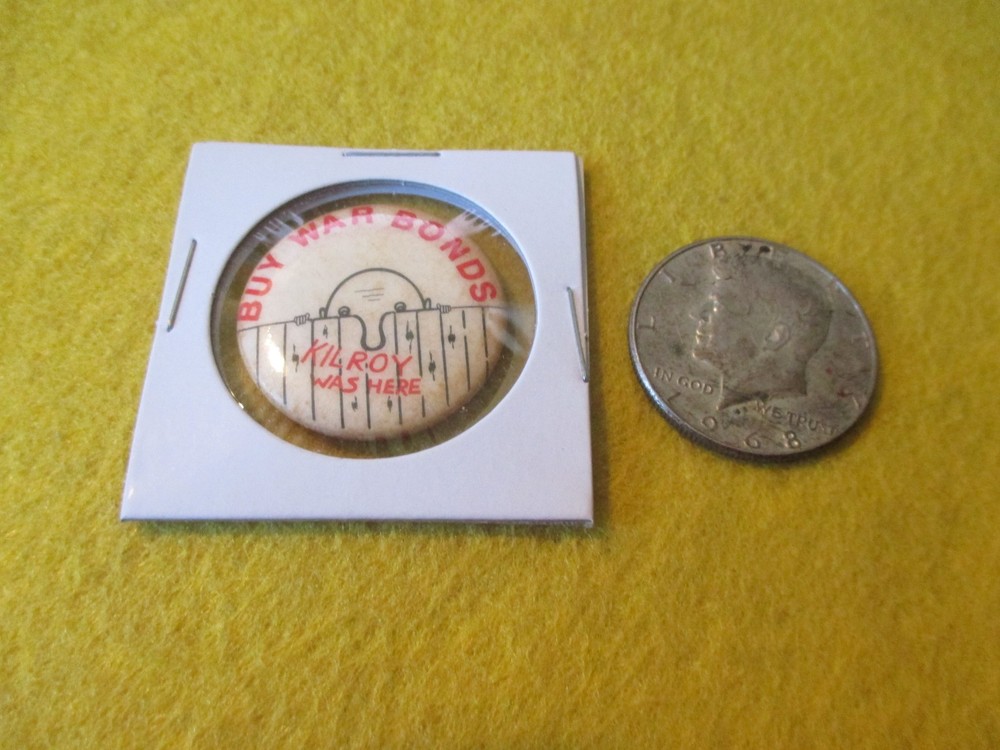 BUY WAR BONDS
KILROY
WAS HERE
LIBERTY
IN GOD WE TRUST
1968